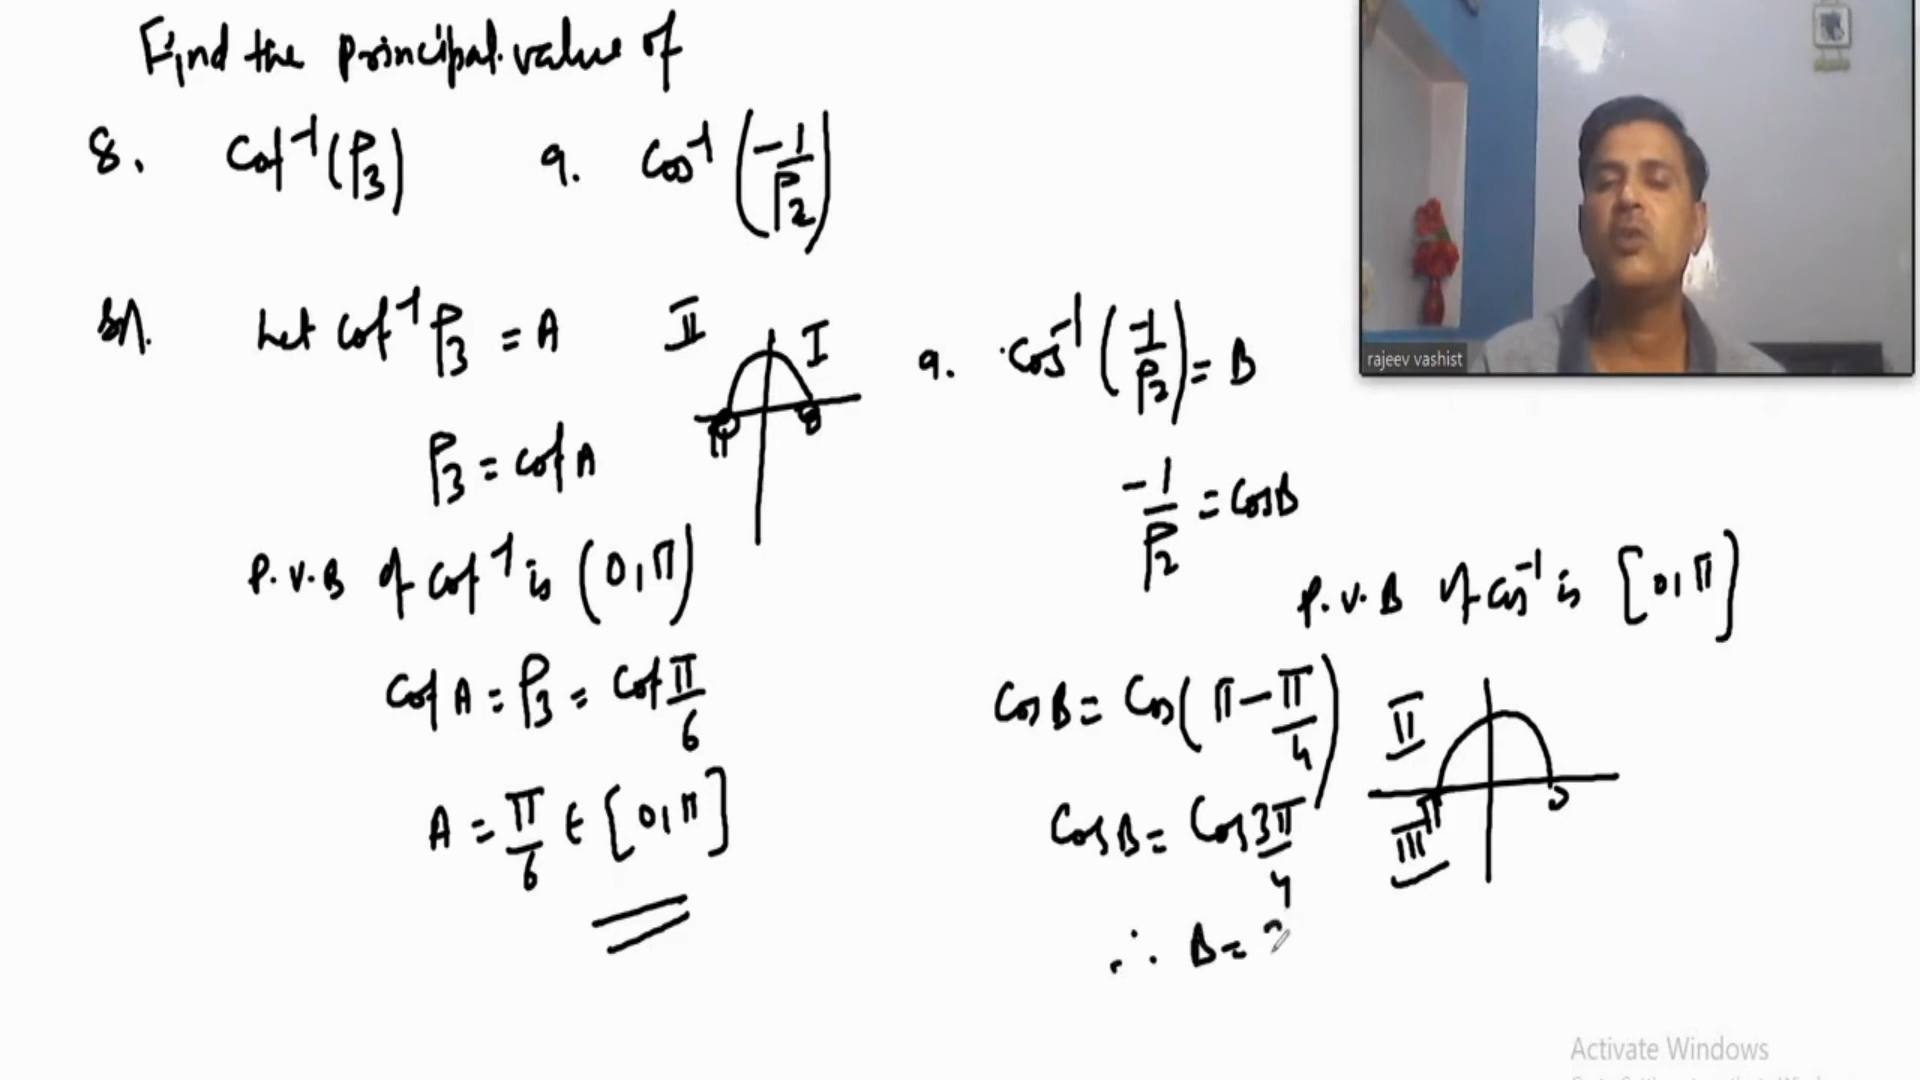 Find the principal value of
8. Cot⁻¹(√3) 9. Cos⁻¹(-1/√2)
Sol. Let Cot⁻¹√3 = A
II I
π 0
√3 = cot A
P.V.B of cot⁻¹ is (0,π)
Cot A = √3 = Cot π/6
A = π/6 ∈ [0,π]
9. Cos⁻¹(-1/√2) = B
-1/√2 = Cos B
P.V.B of cos⁻¹ is [0,π]
Cos B = Cos(π-π/4)
II
π 0
III
Cos B = Cos 3π/4
∴ B =
rajeev vashist
Activate Windows